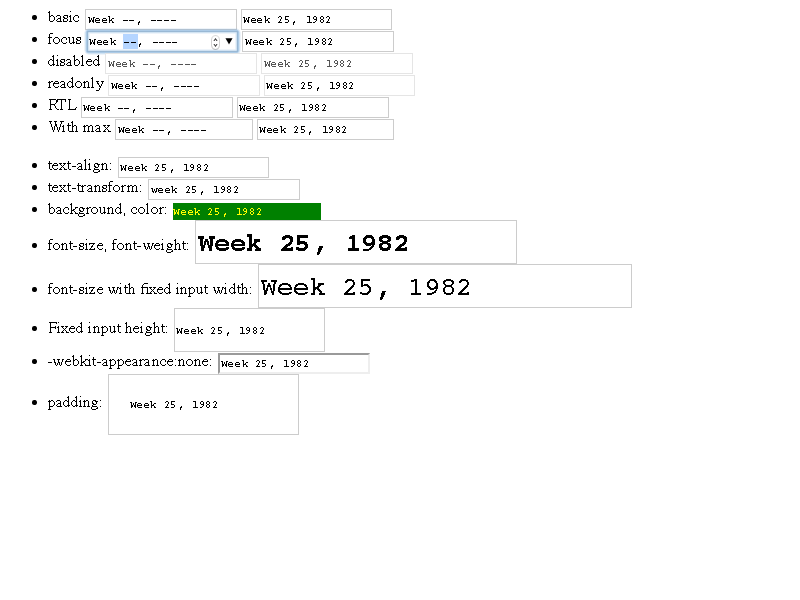 basic Week --, ---- Week 25, 1982
focus Week --, ---- Week 25, 1982
disabled Week --, ---- Week 25, 1982
readonly Week --, ---- Week 25, 1982
RTL Week --, ---- Week 25, 1982
With max Week --, ---- Week 25, 1982
text-align: Week 25, 1982
text-transform: week 25, 1982
background, color: Week 25, 1982
font-size, font-weight: Week 25, 1982
font-size with fixed input width: Week 25, 1982
Fixed input height: Week 25, 1982
-webkit-appearance:none: Week 25, 1982
padding: Week 25, 1982